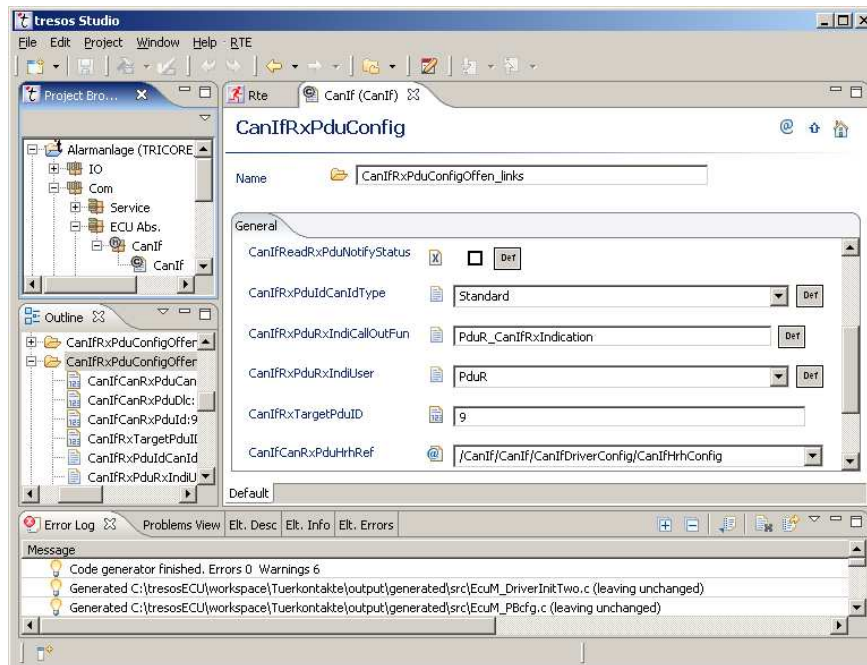 tresos Studio
File Edit Project Window Help RTE
Project Bro...
Alarmanlage (TRICORE
IO
Com
Service
ECU Abs.
CanIf
CanIf
Outline
CanIfRxPduConfigOffer
CanIfRxPduConfigOffer
CanIfCanRxPduCan
CanIfCanRxPduDlc:
CanIfCanRxPduId:9
CanIfRxTargetPduI
CanIfRxPduIdCanId
CanIfRxPduRxIndiU
Rte CanIf (CanIf)
CanIfRxPduConfig
Name CanIfRxPduConfigOffen_links
General
CanIfReadRxPduNotifyStatus Def
CanIfRxPduIdCanIdType Standard Def
CanIfRxPduRxIndiCallOutFun PduR_CanIfRxIndication Def
CanIfRxPduRxIndiUser PduR Def
CanIfRxTargetPduID 9
CanIfCanRxPduHrhRef /CanIf/CanIf/CanIfDriverConfig/CanIfHrhConfig
Default
Error Log Problems View Elt. Desc Elt. Info Elt. Errors
Message
Code generator finished. Errors 0 Warnings 6
Generated C:\tresosECU\workspace\Tuerkontakte\output\generated\src\EcuM_DriverInitTwo.c (leaving unchanged)
Generated C:\tresosECU\workspace\Tuerkontakte\output\generated\src\EcuM_PBcfg.c (leaving unchanged)